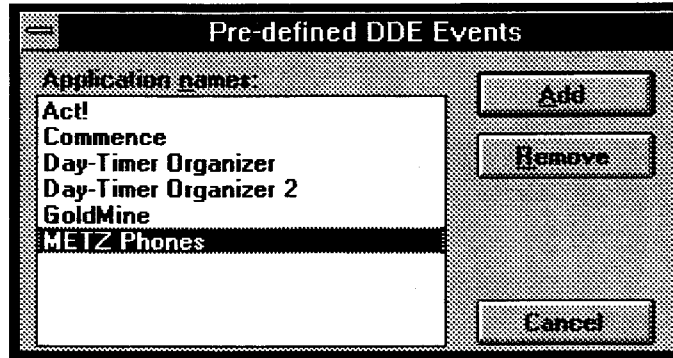 Pre-defined DDE Events
Application names:
Act!
Commence
Day-Timer Organizer
Day-Timer Organizer 2
GoldMine
METZ Phones
Add
Remove
Cancel